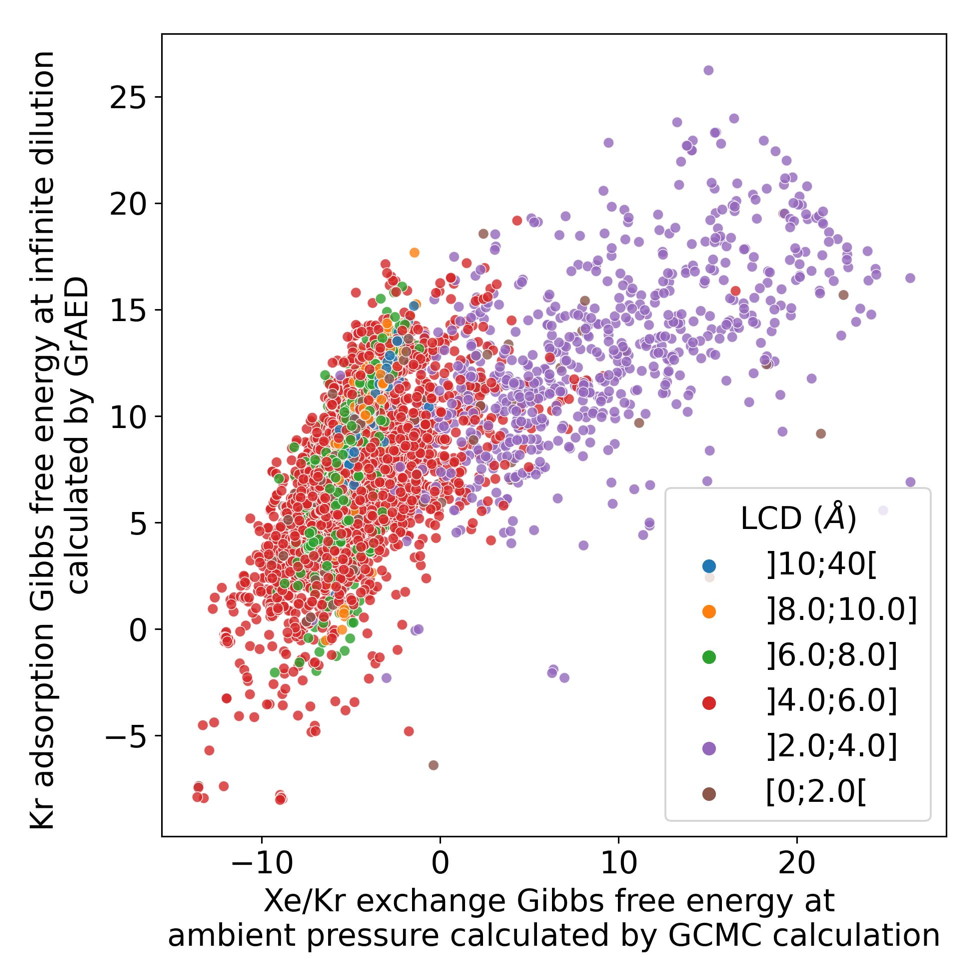 Kr adsorption Gibbs free energy at infinite dilution
calculated by GrAED
25
20
15
10
5
0
−5
LCD (Å)
]10;40[
]8.0;10.0]
]6.0;8.0]
]4.0;6.0]
]2.0;4.0]
[0;2.0[
−10 0 10 20
Xe/Kr exchange Gibbs free energy at
ambient pressure calculated by GCMC calculation